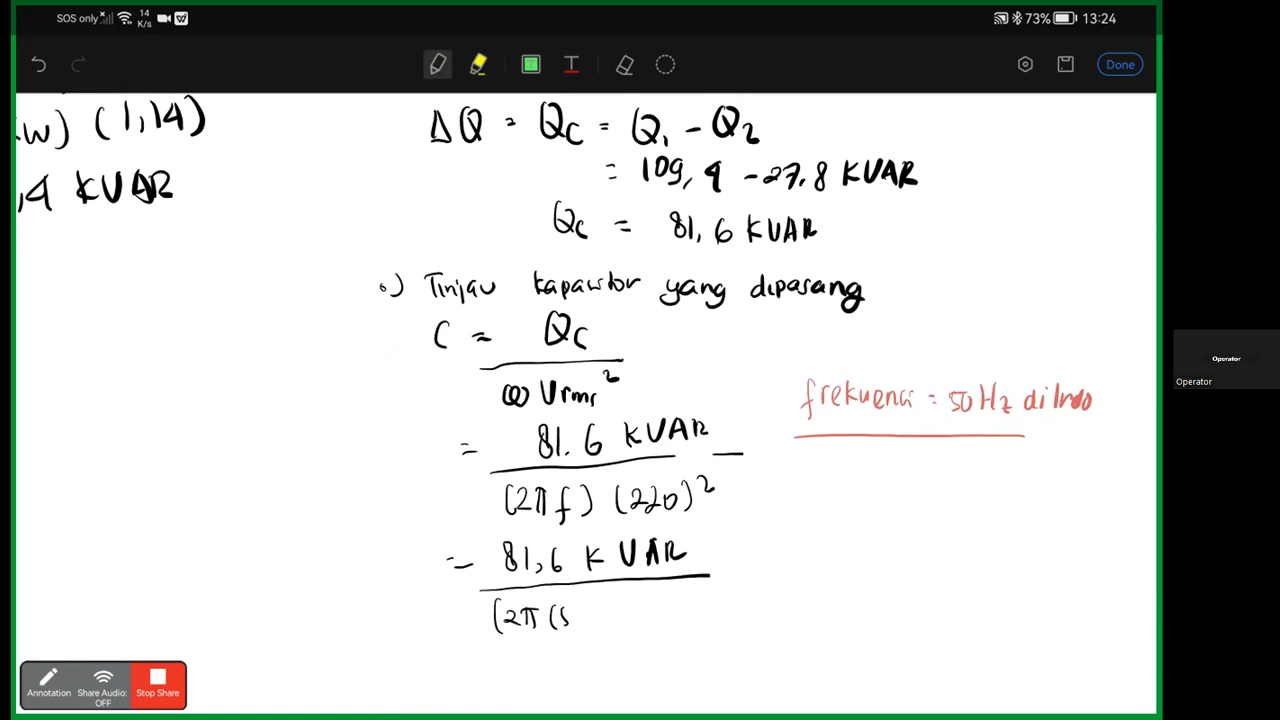 SOS only 14 K/s 73% 13:24
T Done
(w) (1,14)
,4 KVAR
ΔQ = Qc = Q1 - Q2
= 109,4 - 27,8 KVAR
Qc = 81,6 KVAR
o) Tinjau kapasitor yang dipasang
C = Qc
ω Vrms²
= 81.6 KVAR
(2πf) (220)²
= 81,6 KVAR
(2π(5
frekuensi = 50 Hz di Indo
Operator
Operator
Annotation Share Audio: OFF Stop Share